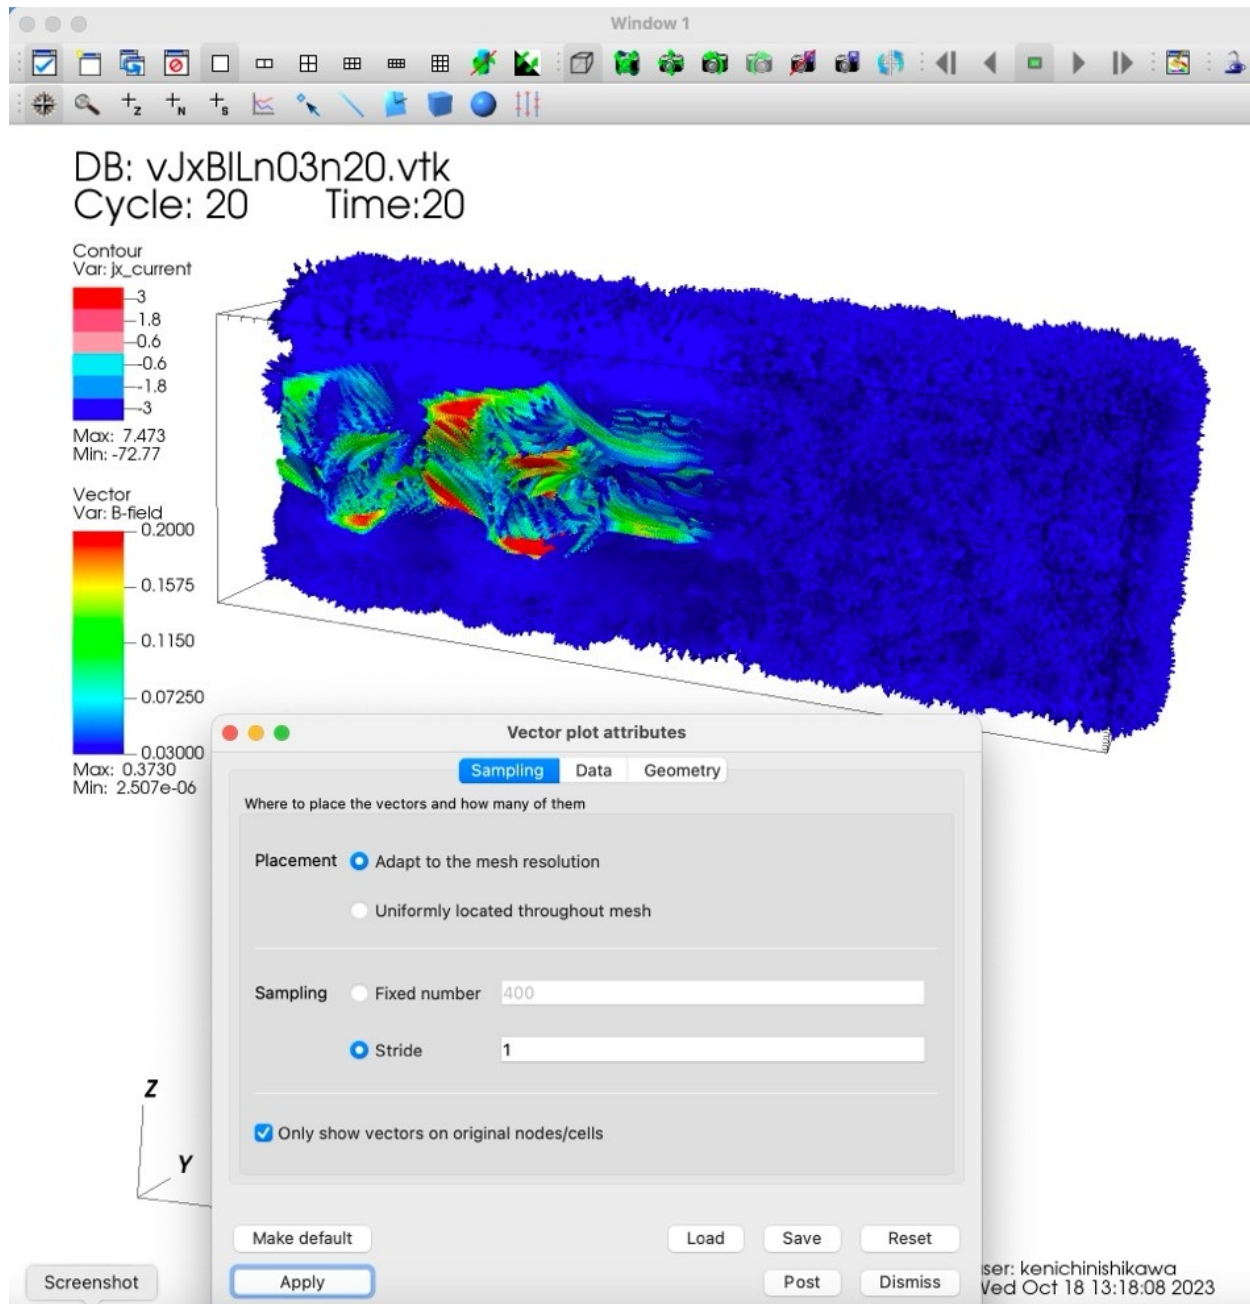 Window 1
+z +N +s
DB: vJxBILn03n20.vtk
Cycle: 20 Time:20
Contour
Var: jx_current
3
1.8
0.6
-0.6
-1.8
-3
Max: 7.473
Min: -72.77
Vector
Var: B-field
0.2000
0.1575
0.1150
0.07250
0.03000
Max: 0.3730
Min: 2.507e-06
Vector plot attributes
Sampling Data Geometry
Where to place the vectors and how many of them
Placement Adapt to the mesh resolution
Uniformly located throughout mesh
Sampling Fixed number 400
Stride 1
Only show vectors on original nodes/cells
Z
Y
Make default Load Save Reset
Screenshot Apply Post Dismiss
ser: kenichinishikawa
Wed Oct 18 13:18:08 2023